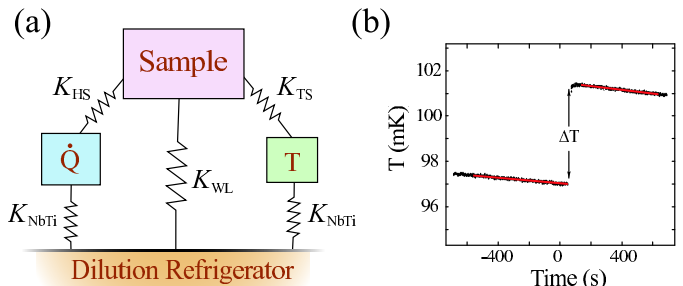 (a)
Sample
K_HS
K_TS
Q̇
T
K_NbTi
K_WL
K_NbTi
Dilution Refrigerator
(b)
T (mK)
102
100
98
96
ΔT
-400
0
400
Time (s)